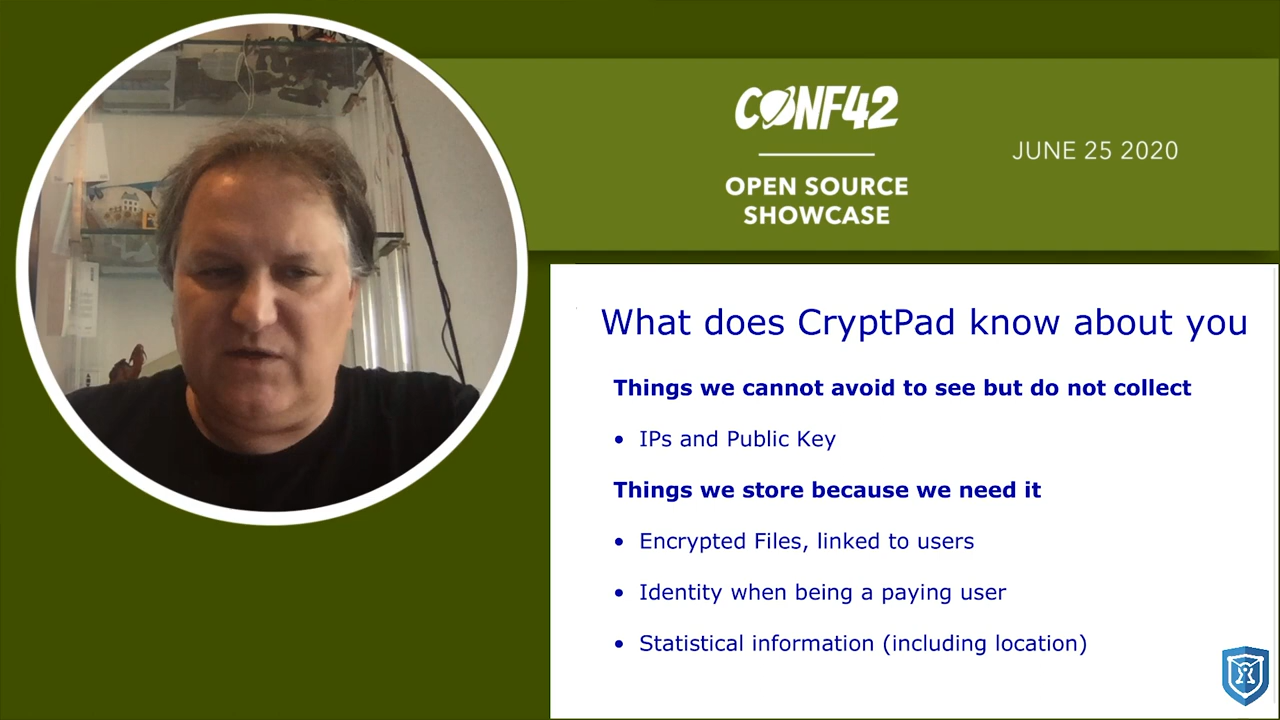 CONF42
OPEN SOURCE
SHOWCASE
JUNE 25 2020
What does CryptPad know about you
Things we cannot avoid to see but do not collect
• IPs and Public Key
Things we store because we need it
• Encrypted Files, linked to users
• Identity when being a paying user
• Statistical information (including location)